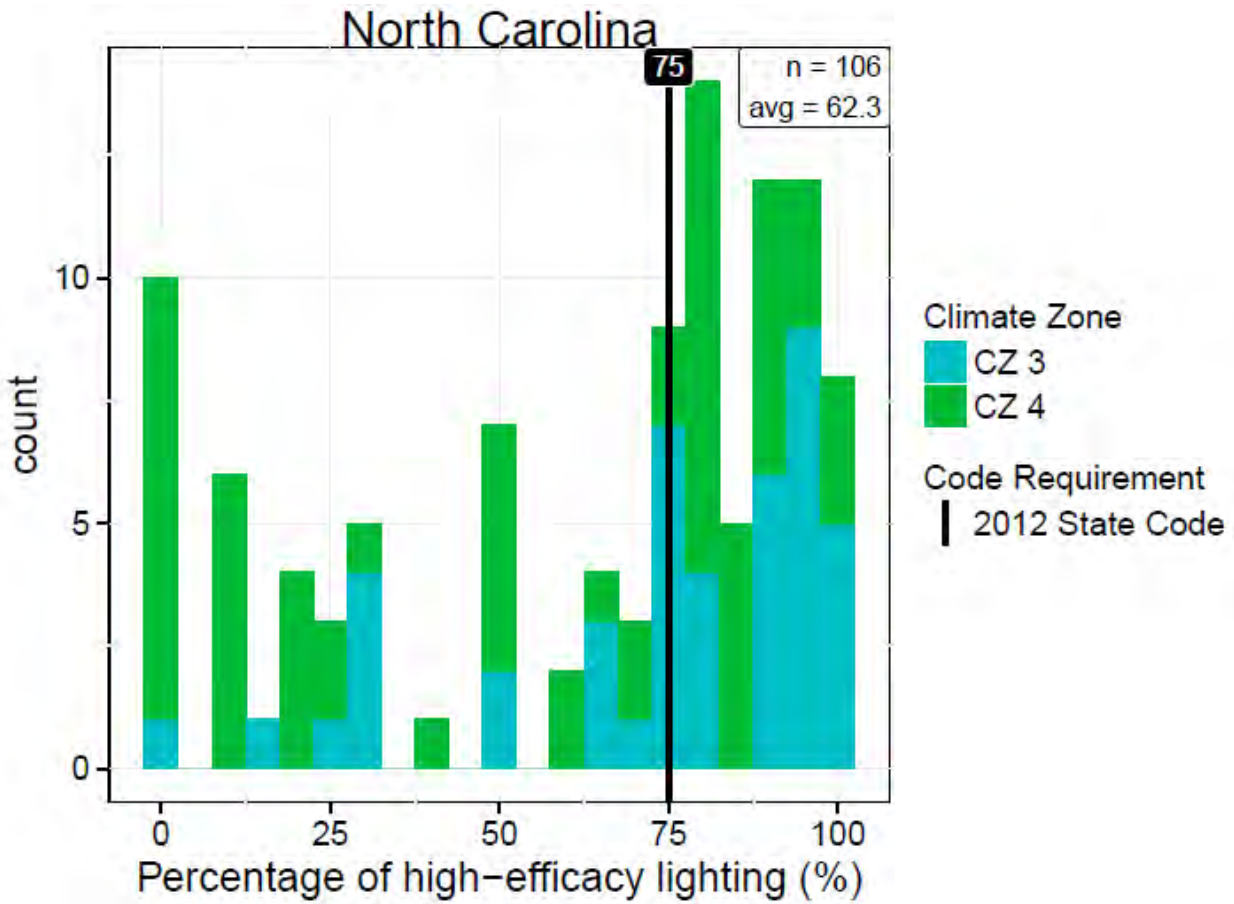 North Carolina
75
n = 106
avg = 62.3
10
5
0
count
0 25 50 75 100
Percentage of high−efficacy lighting (%)
Climate Zone
CZ 3
CZ 4
Code Requirement
2012 State Code